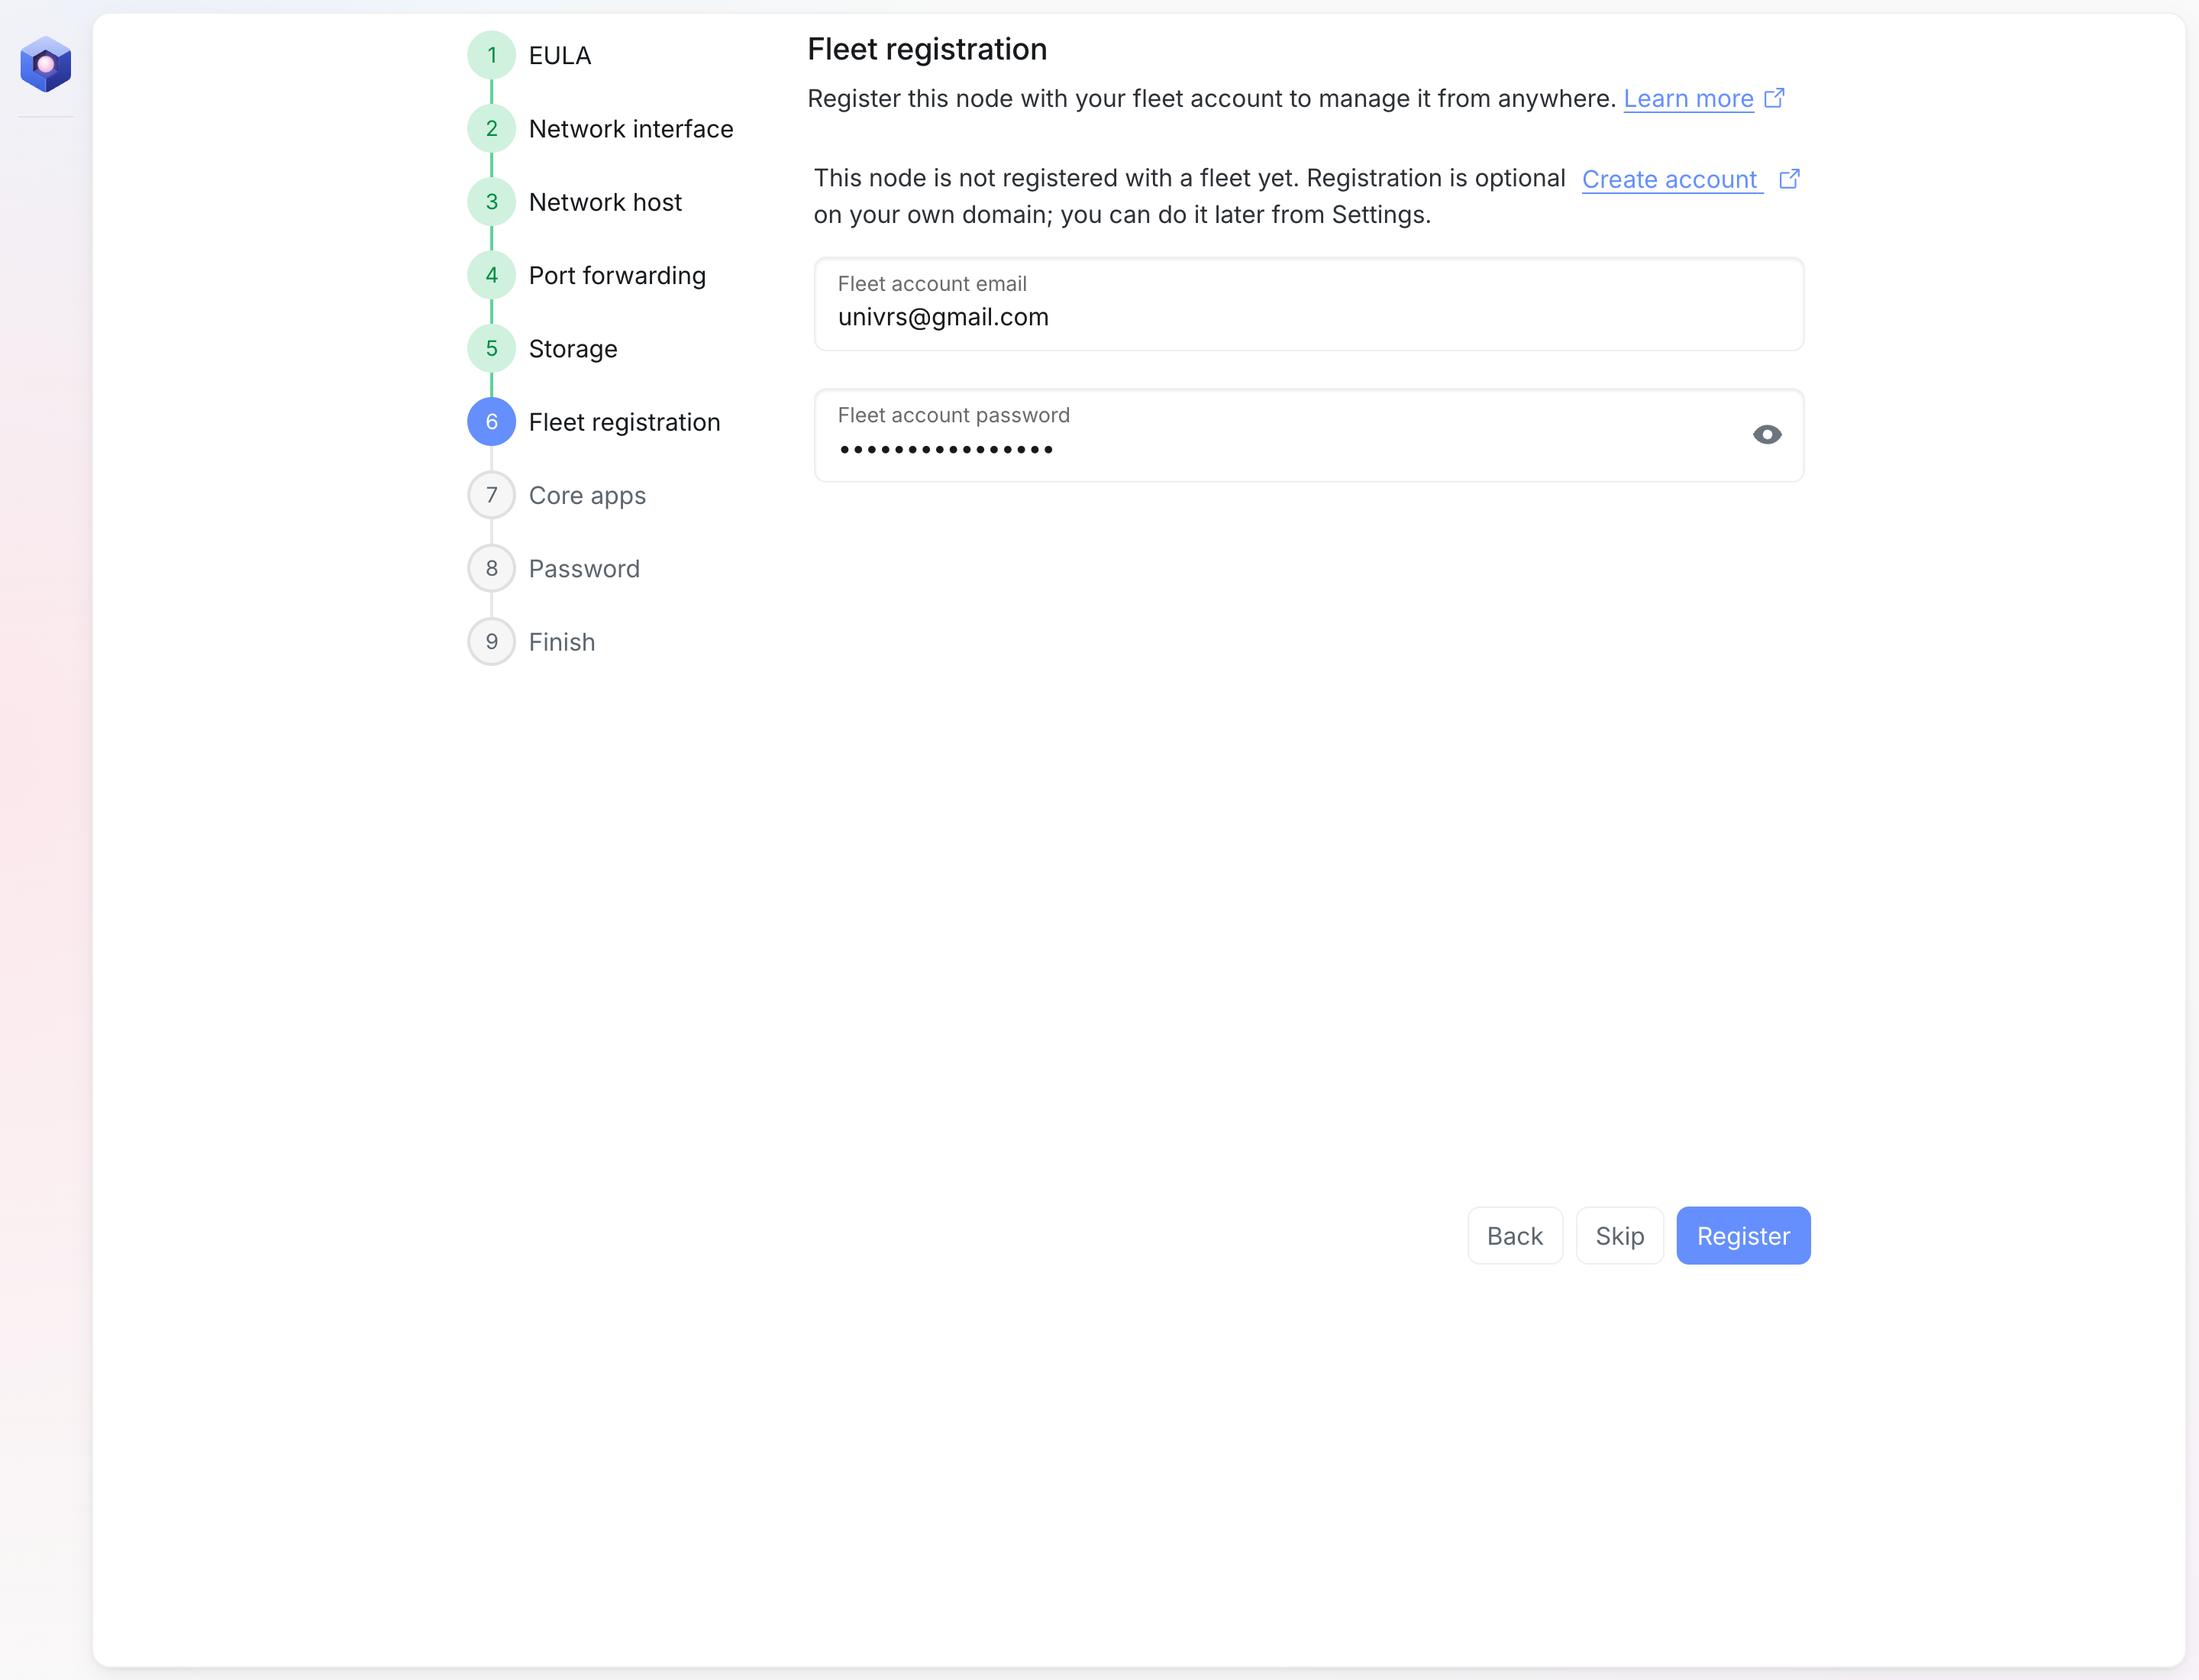 1 EULA
2 Network interface
3 Network host
4 Port forwarding
5 Storage
6 Fleet registration
7 Core apps
8 Password
9 Finish
Fleet registration
Register this node with your fleet account to manage it from anywhere. Learn more
This node is not registered with a fleet yet. Registration is optional
on your own domain; you can do it later from Settings.
Create account
Fleet account email
univrs@gmail.com
Fleet account password
••••••••••••••••
Back Skip Register